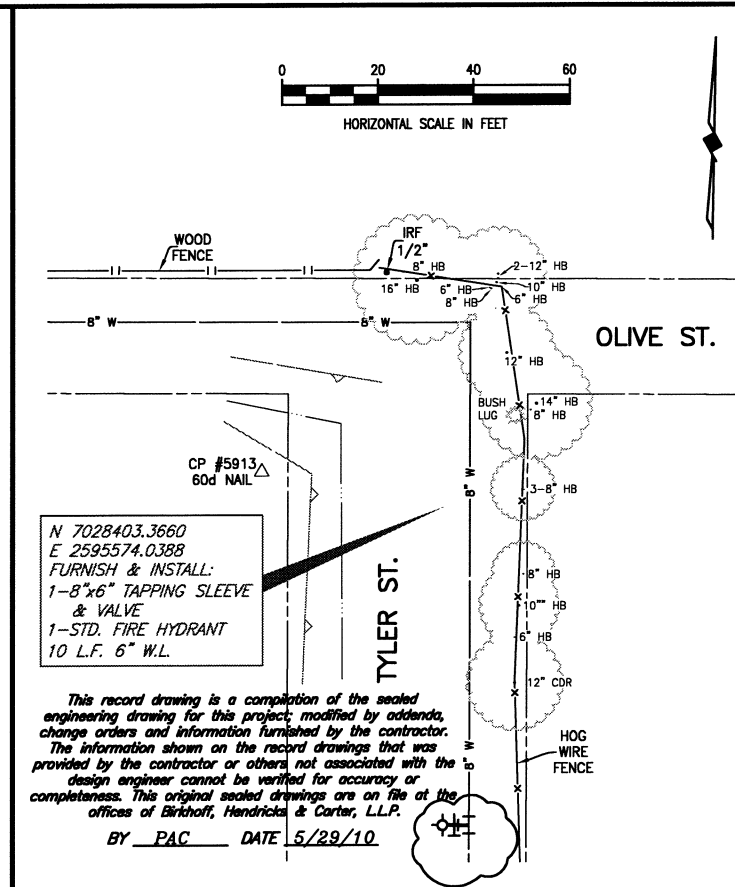 0 20 40 60
HORIZONTAL SCALE IN FEET
WOOD
FENCE
IRF
1/2"
8" HB
2-12" HB
16" HB
6" HB
10" HB
8" HB
6" HB
8" W
8" W
OLIVE ST.
12" HB
BUSH
LUG
14" HB
8" HB
CP #5913
60d NAIL
8" W
3-8" HB
N 7028403.3660
E 2595574.0388
FURNISH & INSTALL:
1-8"x6" TAPPING SLEEVE
& VALVE
1-STD. FIRE HYDRANT
10 L.F. 6" W.L.
TYLER ST.
8" HB
10"" HB
6" HB
12" CDR
HOG
WIRE
FENCE
8" W
This record drawing is a compilation of the sealed
engineering drawing for this project; modified by addenda,
change orders and information furnished by the contractor.
The information shown on the record drawings that was
provided by the contractor or others not associated with the
design engineer cannot be verified for accuracy or
completeness. This original sealed drawings are on file at the
offices of Birkhoff, Hendricks & Carter, L.L.P.
BY PAC DATE 5/29/10